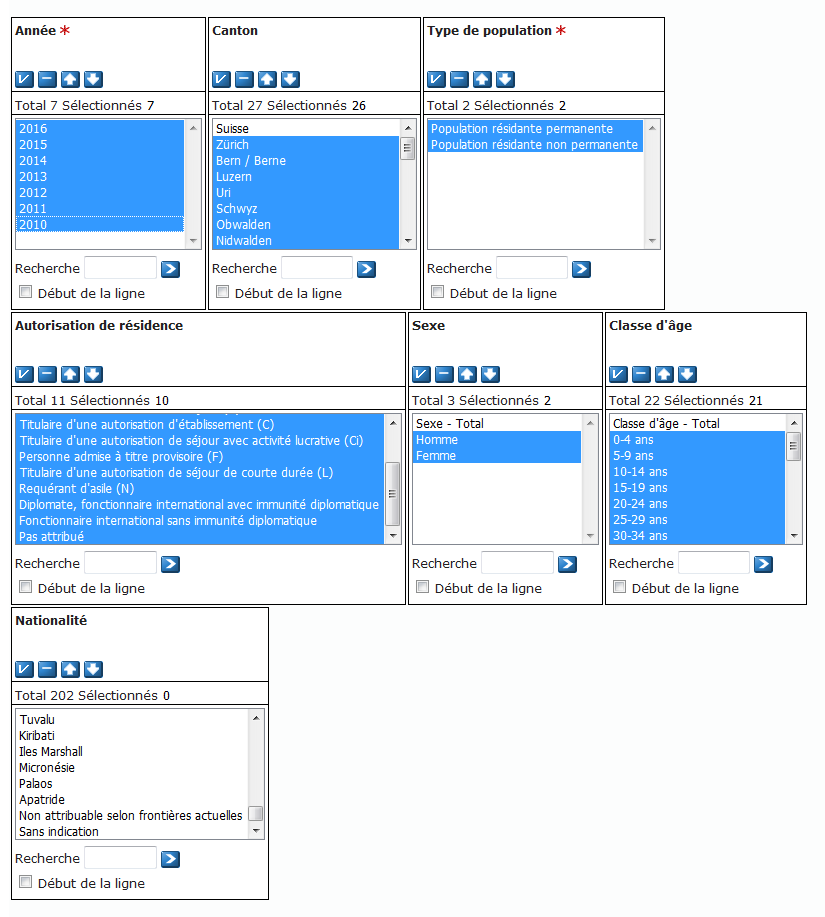 Année *
Canton
Type de population *
Total 7 Sélectionnés 7
Total 27 Sélectionnés 26
Total 2 Sélectionnés 2
2016
2015
2014
2013
2012
2011
2010
Suisse
Zürich
Bern / Berne
Luzern
Uri
Schwyz
Obwalden
Nidwalden
Population résidante permanente
Population résidante non permanente
Recherche
Recherche
Recherche
Début de la ligne
Début de la ligne
Début de la ligne
Autorisation de résidence
Sexe
Classe d'âge
Total 11 Sélectionnés 10
Total 3 Sélectionnés 2
Total 22 Sélectionnés 21
Titulaire d'une autorisation d'établissement (C)
Titulaire d'une autorisation de séjour avec activité lucrative (Ci)
Personne admise à titre provisoire (F)
Titulaire d'une autorisation de séjour de courte durée (L)
Requérant d'asile (N)
Diplomate, fonctionnaire international avec immunité diplomatique
Fonctionnaire international sans immunité diplomatique
Pas attribué
Sexe - Total
Homme
Femme
Classe d'âge - Total
0-4 ans
5-9 ans
10-14 ans
15-19 ans
20-24 ans
25-29 ans
30-34 ans
Recherche
Recherche
Recherche
Début de la ligne
Début de la ligne
Début de la ligne
Nationalité
Total 202 Sélectionnés 0
Tuvalu
Kiribati
Iles Marshall
Micronésie
Palaos
Apatride
Non attribuable selon frontières actuelles
Sans indication
Recherche
Début de la ligne